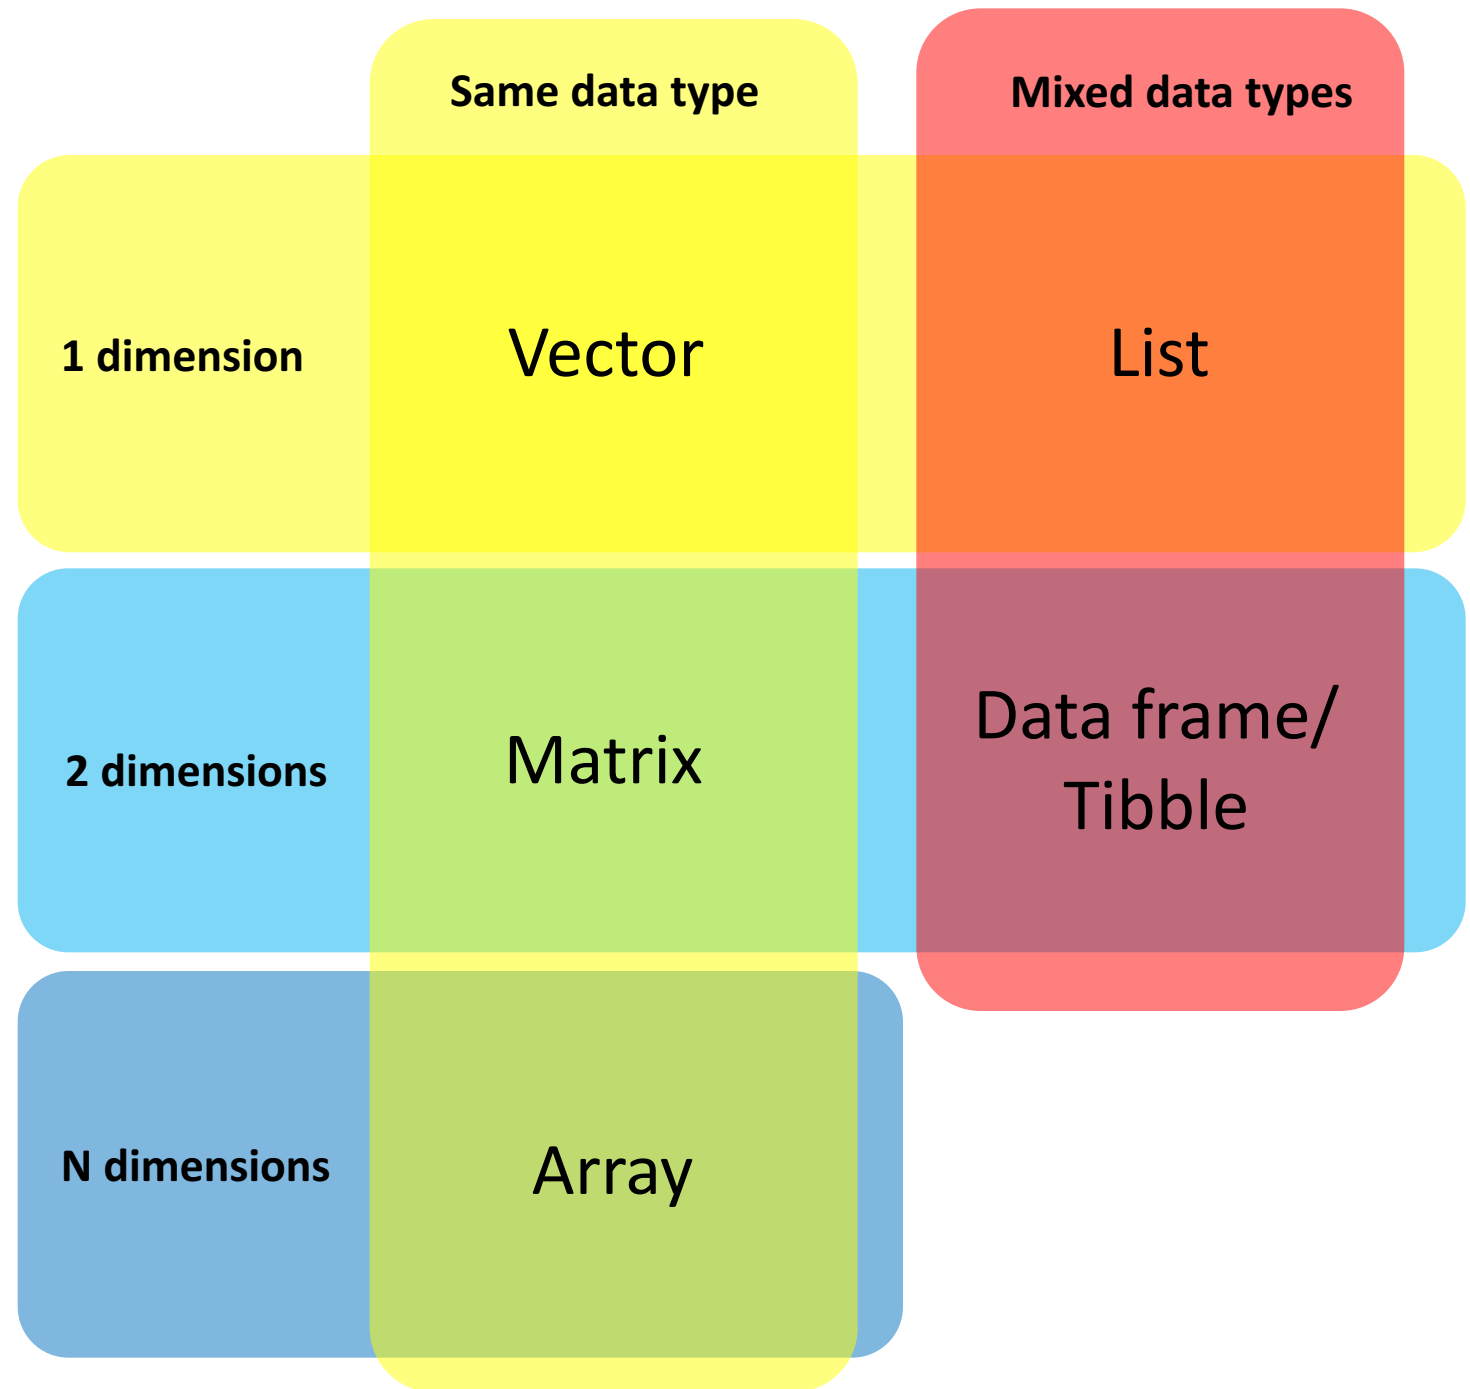 Same data type
Mixed data types
1 dimension
Vector
List
2 dimensions
Matrix
Data frame/
Tibble
N dimensions
Array